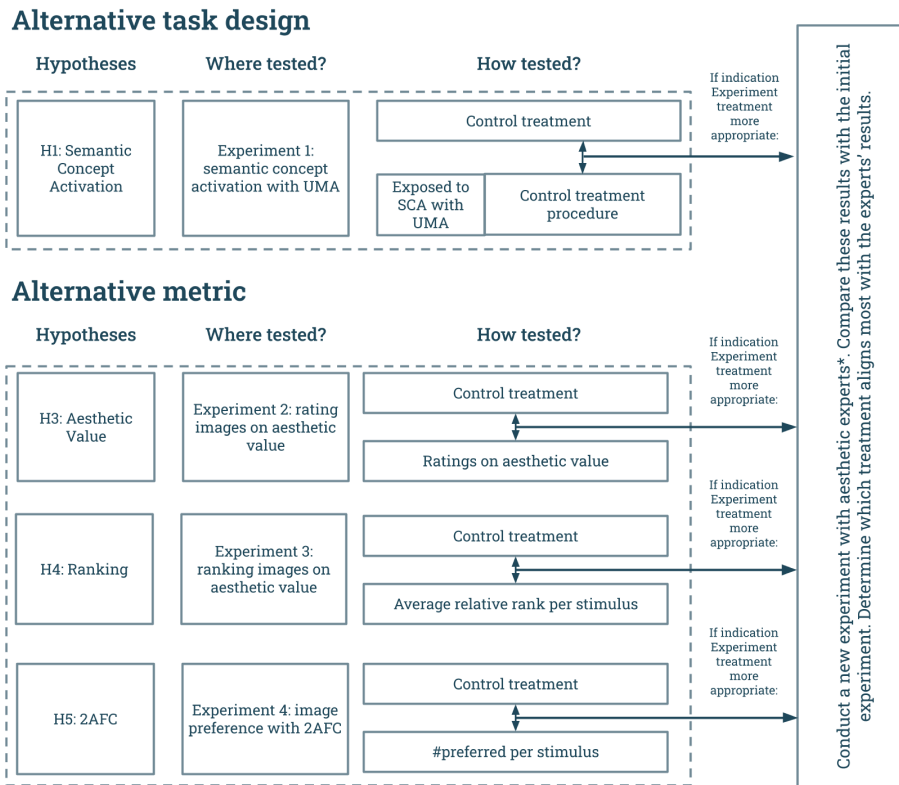 Alternative task design
Hypotheses
Where tested?
How tested?
H1: Semantic
Concept
Activation
Experiment 1:
semantic concept
activation with UMA
Control treatment
Exposed to
SCA with
UMA
Control treatment
procedure
If indication
Experiment
treatment
more
appropriate:
Alternative metric
Hypotheses
Where tested?
How tested?
H3: Aesthetic
Value
Experiment 2: rating
images on aesthetic
value
Control treatment
Ratings on aesthetic value
If indication
Experiment
treatment
more
appropriate:
H4: Ranking
Experiment 3:
ranking images on
aesthetic value
Control treatment
Average relative rank per stimulus
If indication
Experiment
treatment
more
appropriate:
H5: 2AFC
Experiment 4: image
preference with 2AFC
Control treatment
#preferred per stimulus
If indication
Experiment
treatment
more
appropriate:
Conduct a new experiment with aesthetic experts*. Compare these results with the initial
experiment. Determine which treatment aligns most with the experts' results.